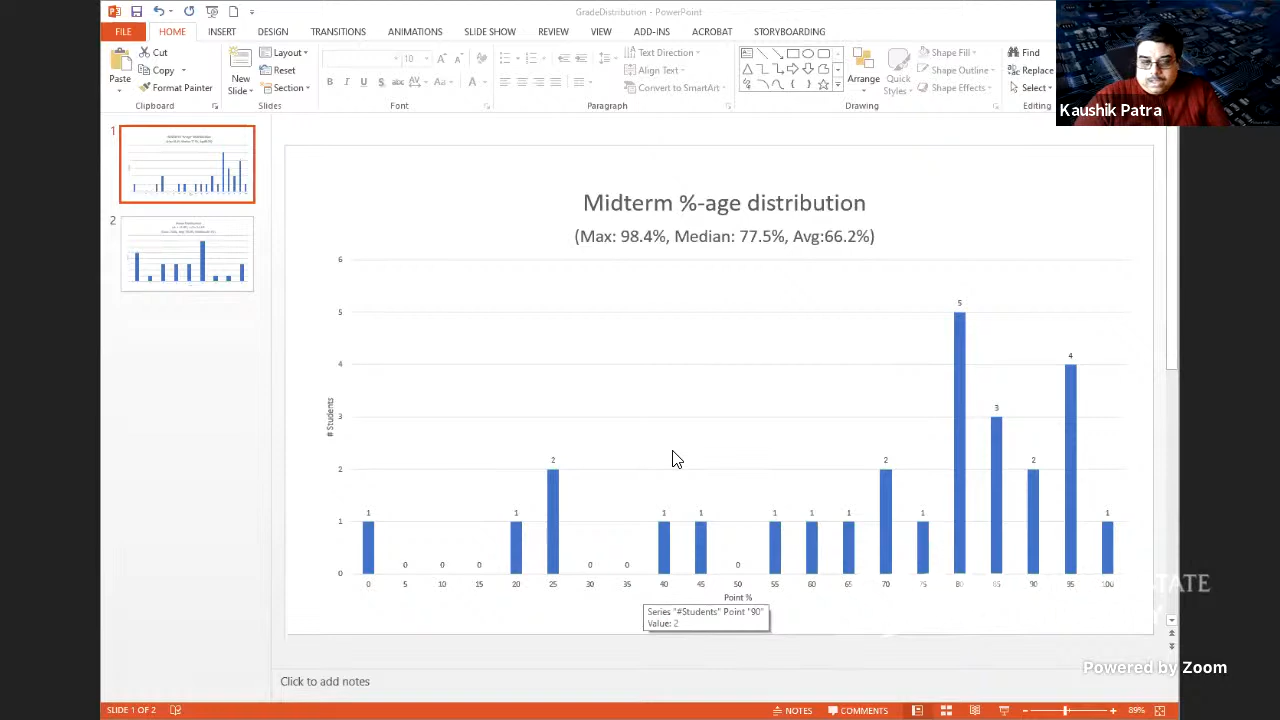 GradeDistribution - PowerPoint
FILE HOME INSERT DESIGN TRANSITIONS ANIMATIONS SLIDE SHOW REVIEW VIEW ADD-INS ACROBAT STORYBOARDING
Paste
Cut
Copy
Format Painter
Clipboard
New
Slide
Layout
Reset
Section
Slides
10
B I U S abc AV Aa A
Font
Text Direction
Align Text
Convert to SmartArt
Paragraph
Arrange
Quick
Styles
Shape Fill
Shape Outline
Shape Effects
Drawing
Find
Replace
Select
Editing
Kaushik Patra
1
2
Midterm %-age distribution
(Max: 98.4%, Median: 77.5%, Avg:66.2%)
# Students
6
5
4
3
2
1
0
1 0 0 0 1 2 0 0 1 1 0 1 1 1 2 1 5 3 2 4 1
0 5 10 15 20 25 30 35 40 45 50 55 60 65 70 75 80 85 90 95 100
Point %
Series "#Students" Point "90"
Value: 2
Powered by Zoom
Click to add notes
SLIDE 1 OF 2
NOTES
COMMENTS
89%